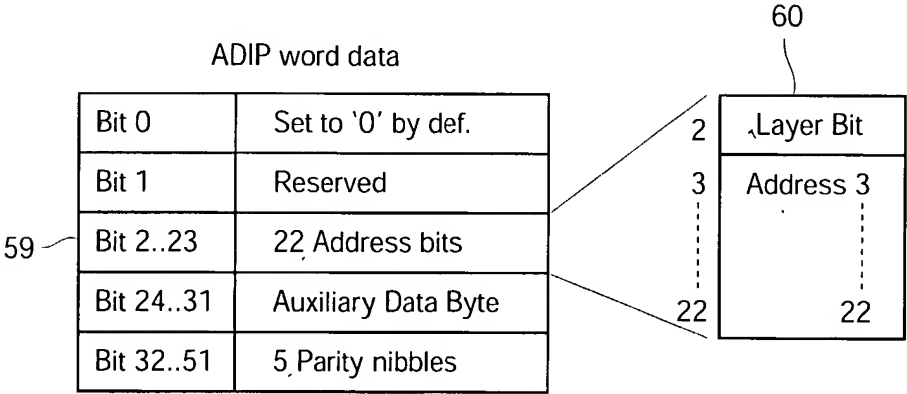 60
ADIP word data
Bit 0 Set to '0' by def.
Bit 1 Reserved
59 Bit 2..23 22 Address bits
Bit 24..31 Auxiliary Data Byte
Bit 32..51 5 Parity nibbles
2 Layer Bit
3 Address 3
22 22